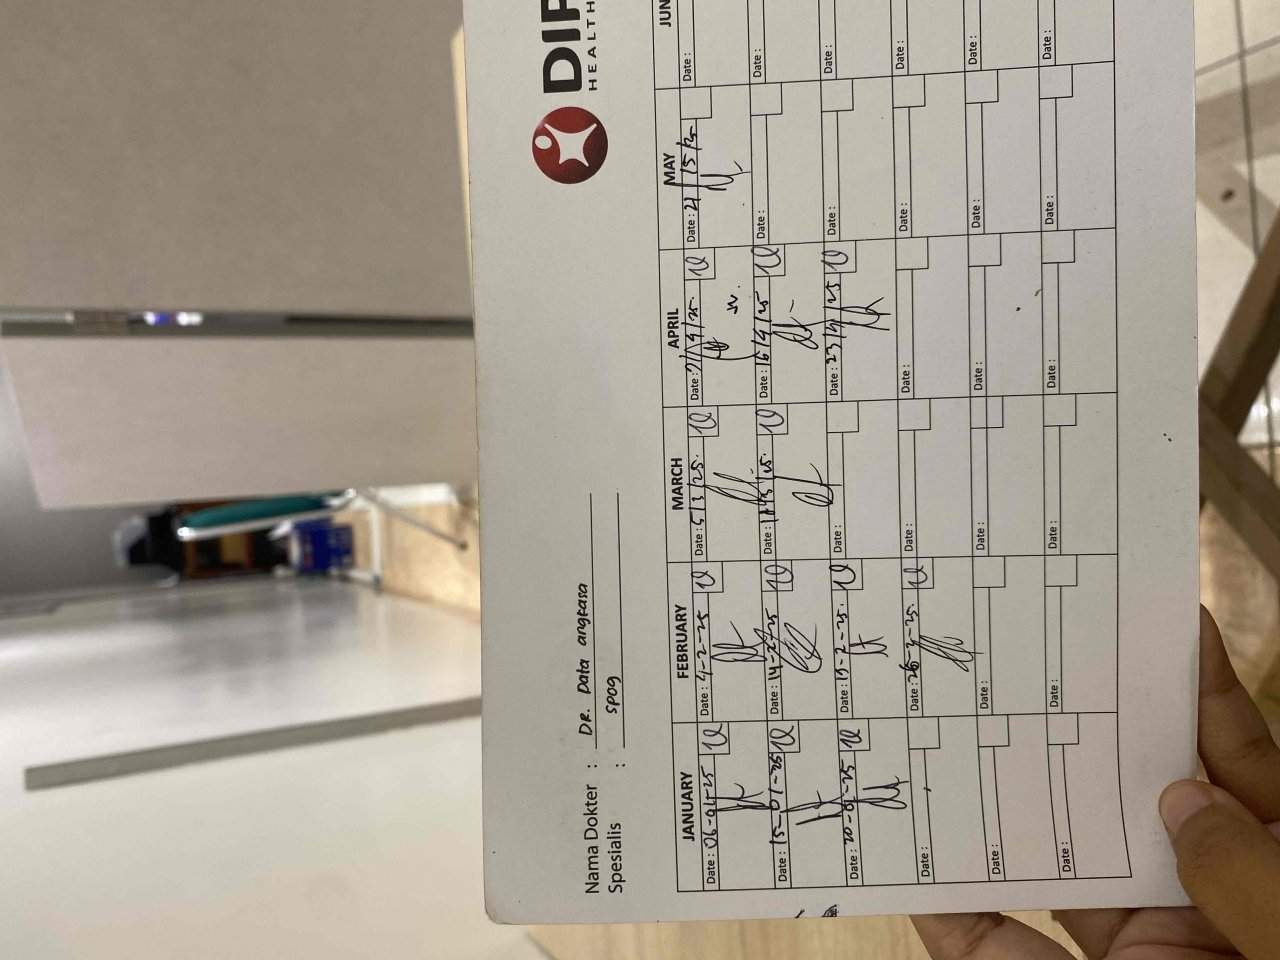 DIP
HEALTH
Nama Dokter : DR. Data angkasa
Spesialis : spog
JANUARY FEBRUARY MARCH APRIL MAY JUN
Date : 06-01-25 Date : 4-2-25 Date : 5/3/25. Date : /4/25. Date : 21/5/25 Date :
Date : 15-01-25 Date : 14-2-25 Date : /3/25. Date : 16/4/25 Date : Date :
Date : 20-01-25 Date : 19-2-25. Date : Date : 23/4/25 Date : Date :
Date : Date : 26-2-25. Date : Date : Date : Date :
Date : Date : Date : Date : Date : Date :
Date : Date : Date : Date : Date : Date :